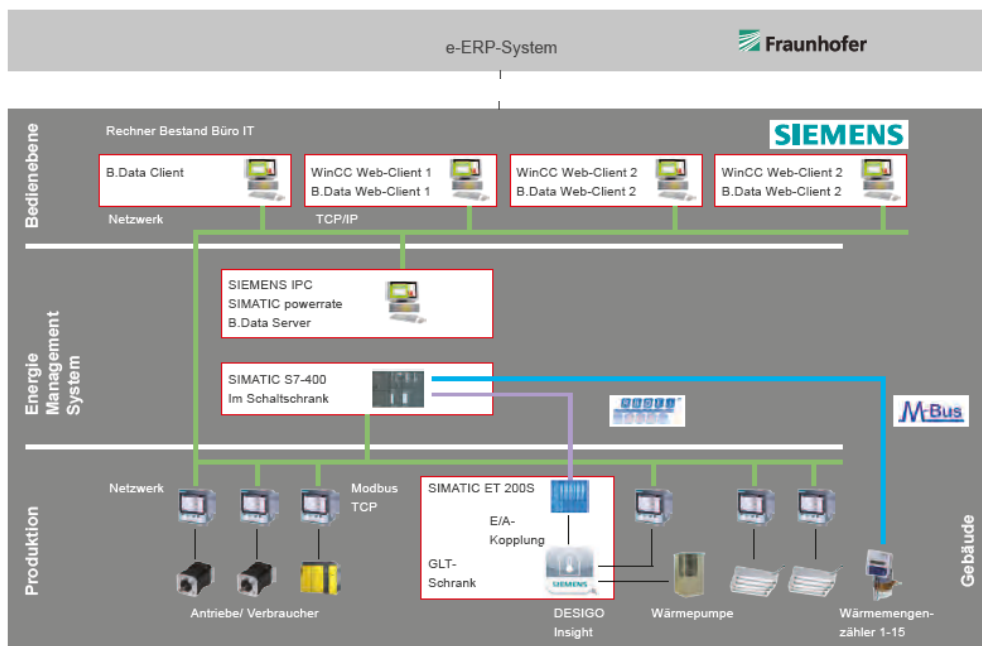 e-ERP-System
Fraunhofer
Bedienebene
Rechner Bestand Büro IT
SIEMENS
B.Data Client
WinCC Web-Client 1
B.Data Web-Client 1
WinCC Web-Client 2
B.Data Web-Client 2
WinCC Web-Client 2
B.Data Web-Client 2
Netzwerk
TCP/IP
Energie
Management
System
SIEMENS IPC
SIMATIC powerrate
B.Data Server
SIMATIC S7-400
Im Schaltschrank
M-Bus
Produktion
Netzwerk
Modbus
TCP
SIMATIC ET 200S
E/A-
Kopplung
GLT-
Schrank
SIEMENS
Gebäude
Antriebe/ Verbraucher
DESIGO
Insight
Wärmepumpe
Wärmemengen-
zähler 1-15